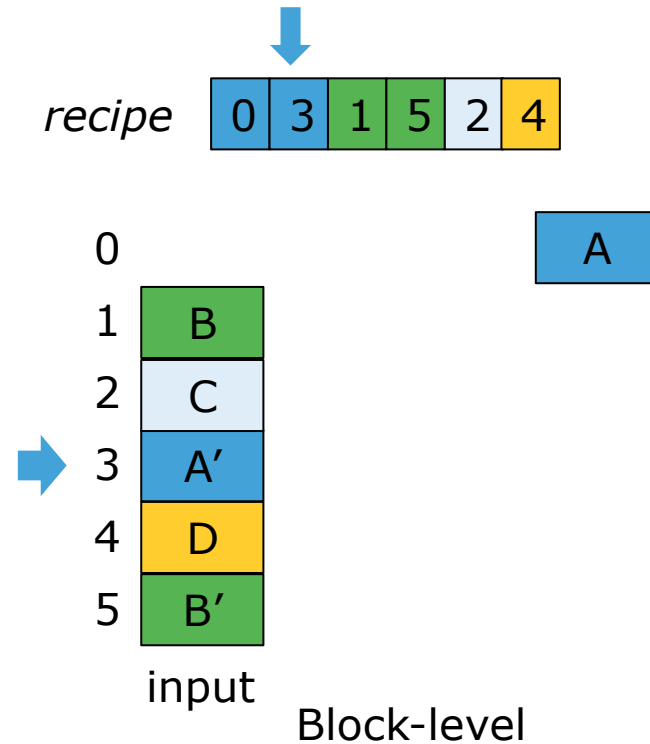 recipe 0 3 1 5 2 4
0 A
1 B
2 C
3 A′
4 D
5 B′
input
Block-level